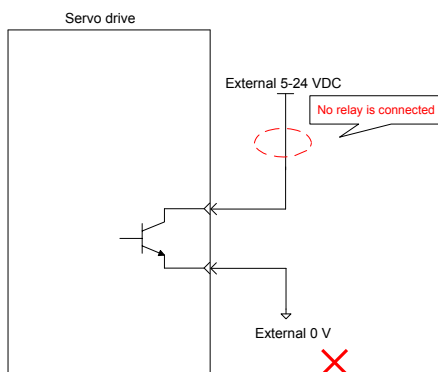 Servo drive
External 5-24 VDC
No relay is connected
External 0 V